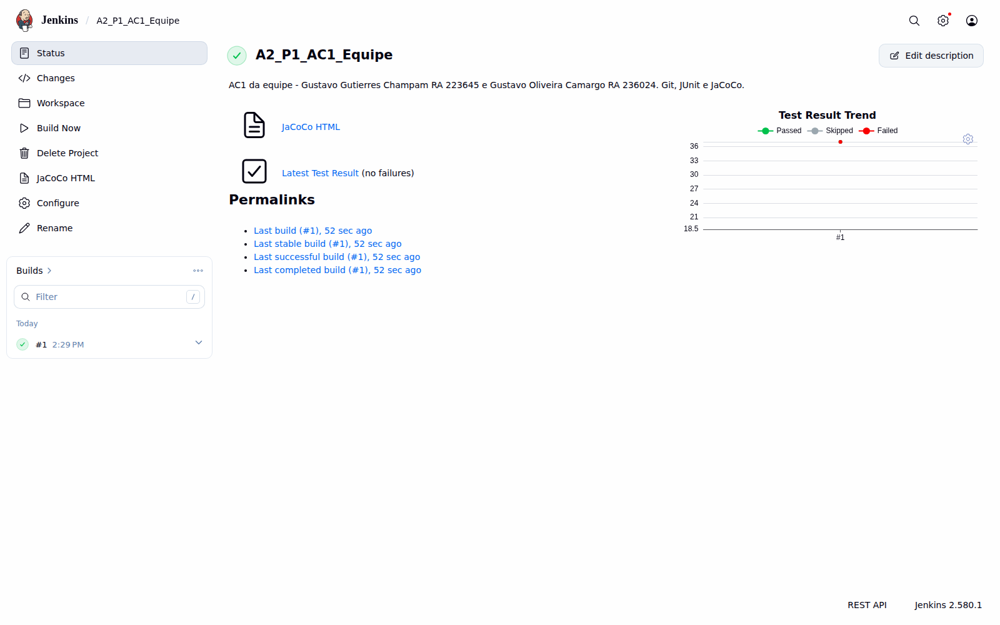 Jenkins / A2_P1_AC1_Equipe
Status
Changes
Workspace
Build Now
Delete Project
JaCoCo HTML
Configure
Rename
Builds
Filter /
Today
#1 2:29 PM
A2_P1_AC1_Equipe
Edit description
AC1 da equipe - Gustavo Gutierres Champam RA 223645 e Gustavo Oliveira Camargo RA 236024. Git, JUnit e JaCoCo.
JaCoCo HTML
Latest Test Result (no failures)
Permalinks
Last build (#1), 52 sec ago
Last stable build (#1), 52 sec ago
Last successful build (#1), 52 sec ago
Last completed build (#1), 52 sec ago
Test Result Trend
Passed Skipped Failed
36
33
30
27
24
21
18.5
#1
REST API Jenkins 2.580.1